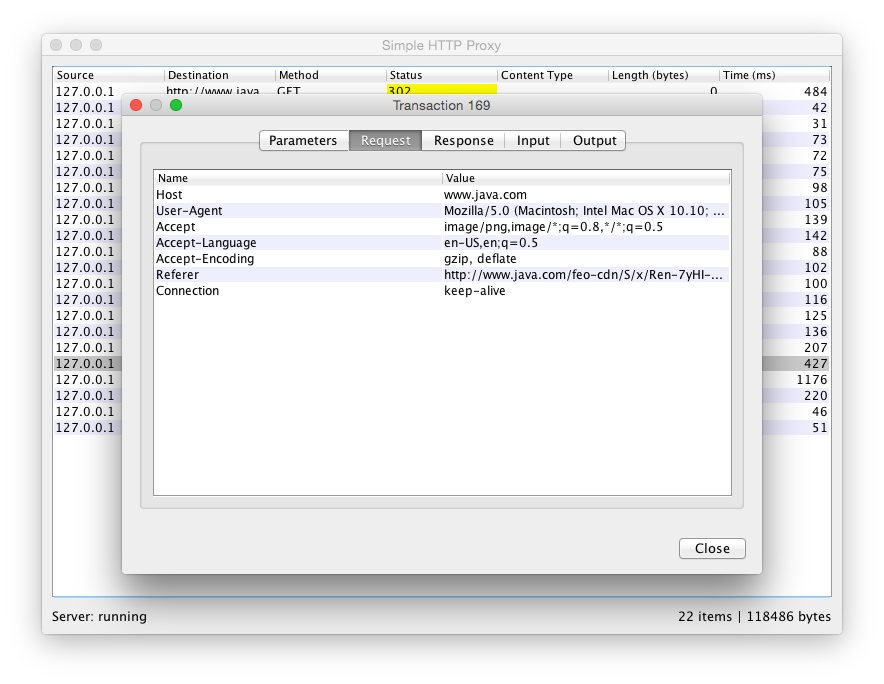 Simple HTTP Proxy
Source Destination Method Status Content Type Length (bytes) Time (ms)
127.0.0.1 http://www.java. GET 302 0 484
127.0.0.1 42
127.0.0.1 31
127.0.0.1 73
127.0.0.1 72
127.0.0.1 75
127.0.0.1 98
127.0.0.1 105
127.0.0.1 139
127.0.0.1 142
127.0.0.1 88
127.0.0.1 102
127.0.0.1 100
127.0.0.1 116
127.0.0.1 125
127.0.0.1 136
127.0.0.1 207
127.0.0.1 427
127.0.0.1 1176
127.0.0.1 220
127.0.0.1 46
127.0.0.1 51
Transaction 169
Parameters Request Response Input Output
Name Value
Host www.java.com
User-Agent Mozilla/5.0 (Macintosh; Intel Mac OS X 10.10; ...
Accept image/png,image/*;q=0.8,*/*;q=0.5
Accept-Language en-US,en;q=0.5
Accept-Encoding gzip, deflate
Referer http://www.java.com/feo-cdn/S/x/Ren-7yHI-...
Connection keep-alive
Close
Server: running 22 items | 118486 bytes